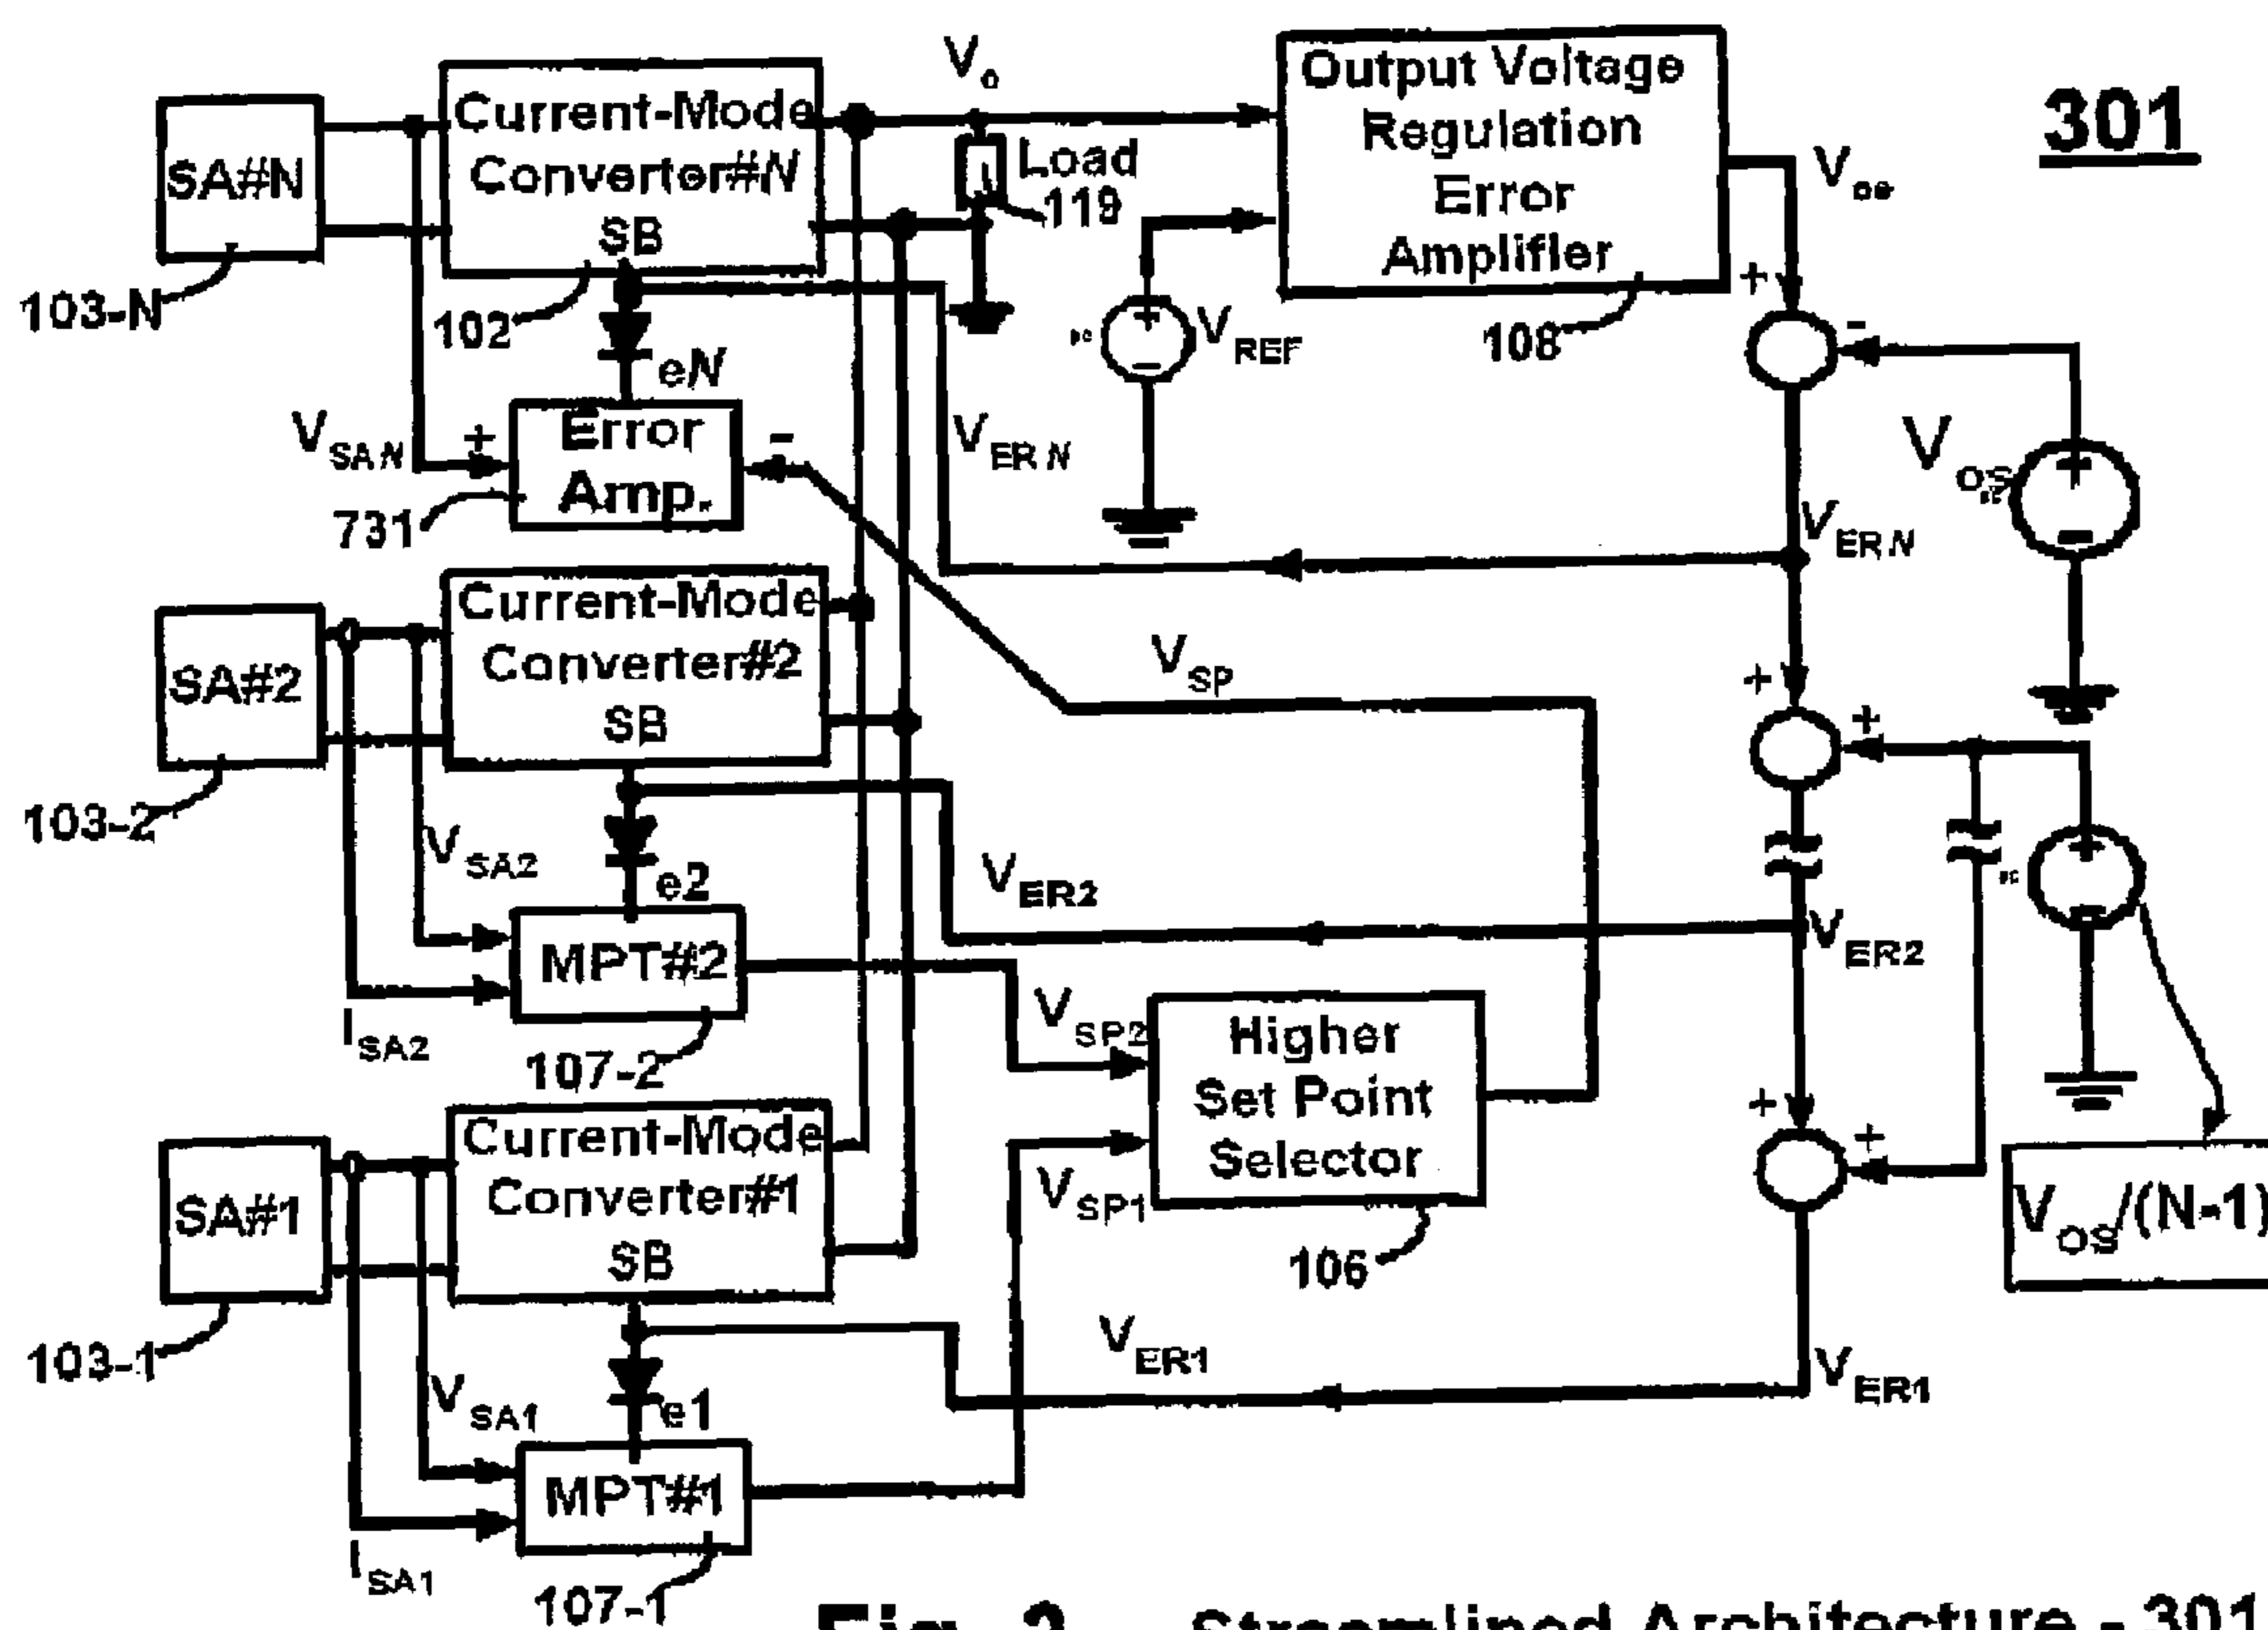 301
SA#N
103-N
Current-Mode
Converter#N
SB
102
Vo
Load
119
Output Voltage
Regulation
Error
Amplifier
108
VREF
+
−
+
-
VOS
+
−
VSAN
+
eN
Error
Amp.
-
731
VERN
VERN
SA#2
103-2
Current-Mode
Converter#2
SB
VSP
+
+
VSA2
e2
VER2
VER2
+
−
MPT#2
ISA2
107-2
VSP2
Higher
Set Point
Selector
106
VSP1
+
+
VOS/(N-1)
SA#1
103-1
Current-Mode
Converter#1
SB
VER1
VER1
VSA1
e1
MPT#1
ISA1
107-1
Streamlined Architecture - 301